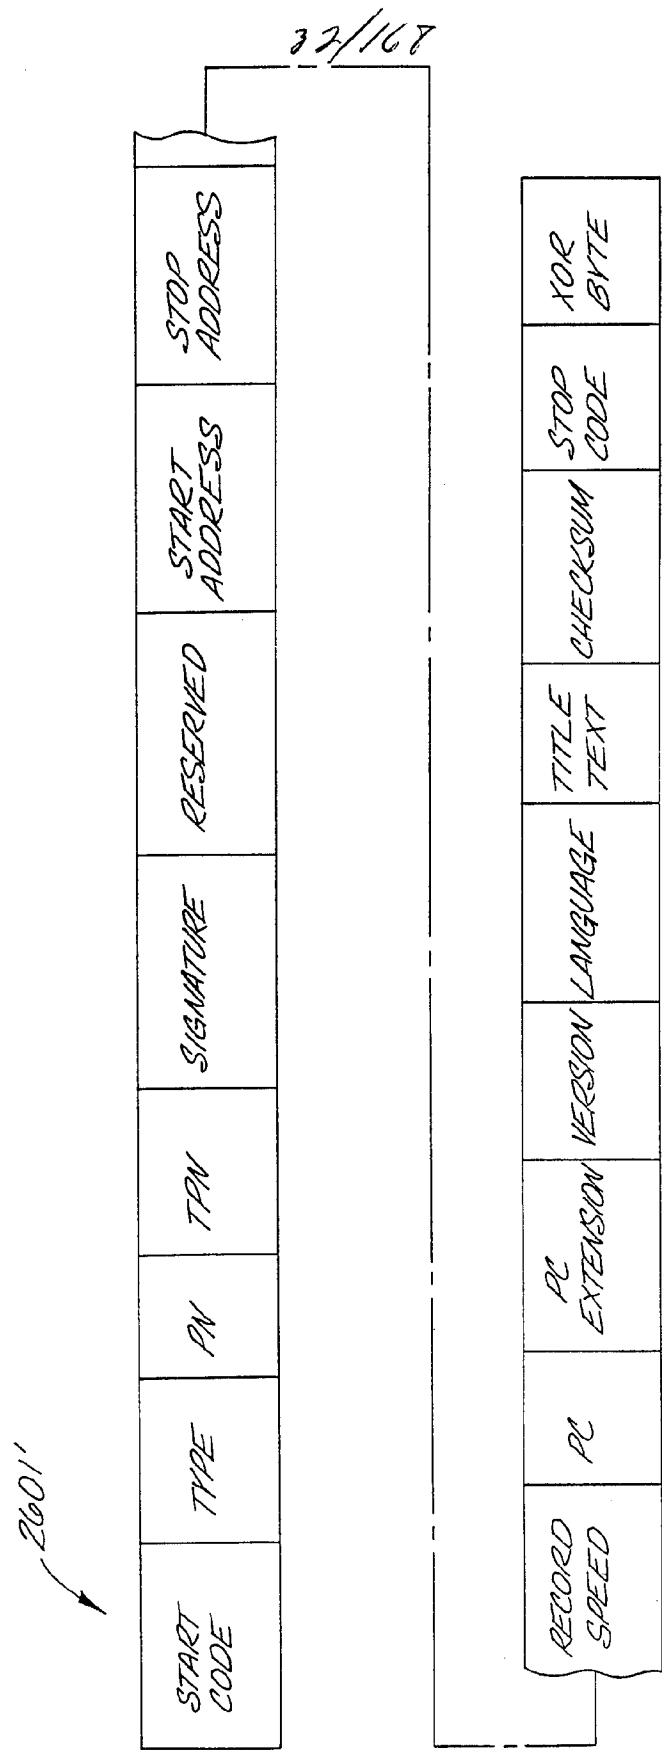 32/168
2601'
START
CODE
TYPE
PN
TPN
SIGNATURE
RESERVED
START
ADDRESS
STOP
ADDRESS
RECORD
SPEED
PC
PC
EXTENSION
VERSION
LANGUAGE
TITLE
TEXT
CHECKSUM
STOP
CODE
XOR
BYTE